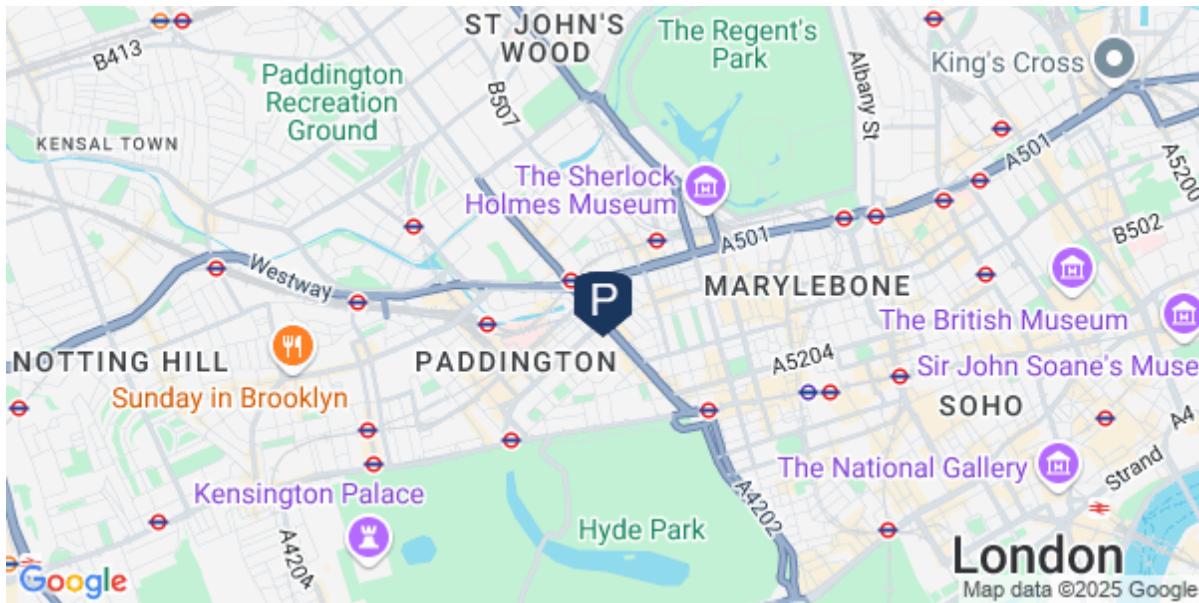 ST JOHN'S
WOOD
The Regent's
Park
B413
King's Cross
Paddington
Recreation
Ground
B507
Albany St
KENSAL TOWN
A501
A5200
The Sherlock
Holmes Museum
B502
A501
Westway
MARYLEBONE
P
The British Museum
NOTTING HILL
PADDINGTON
A5204
Sir John Soane's Muse
Sunday in Brooklyn
SOHO
A4
The National Gallery
Strand
Kensington Palace
A4202
Hyde Park
A4204
London
Google
Map data ©2025 Google